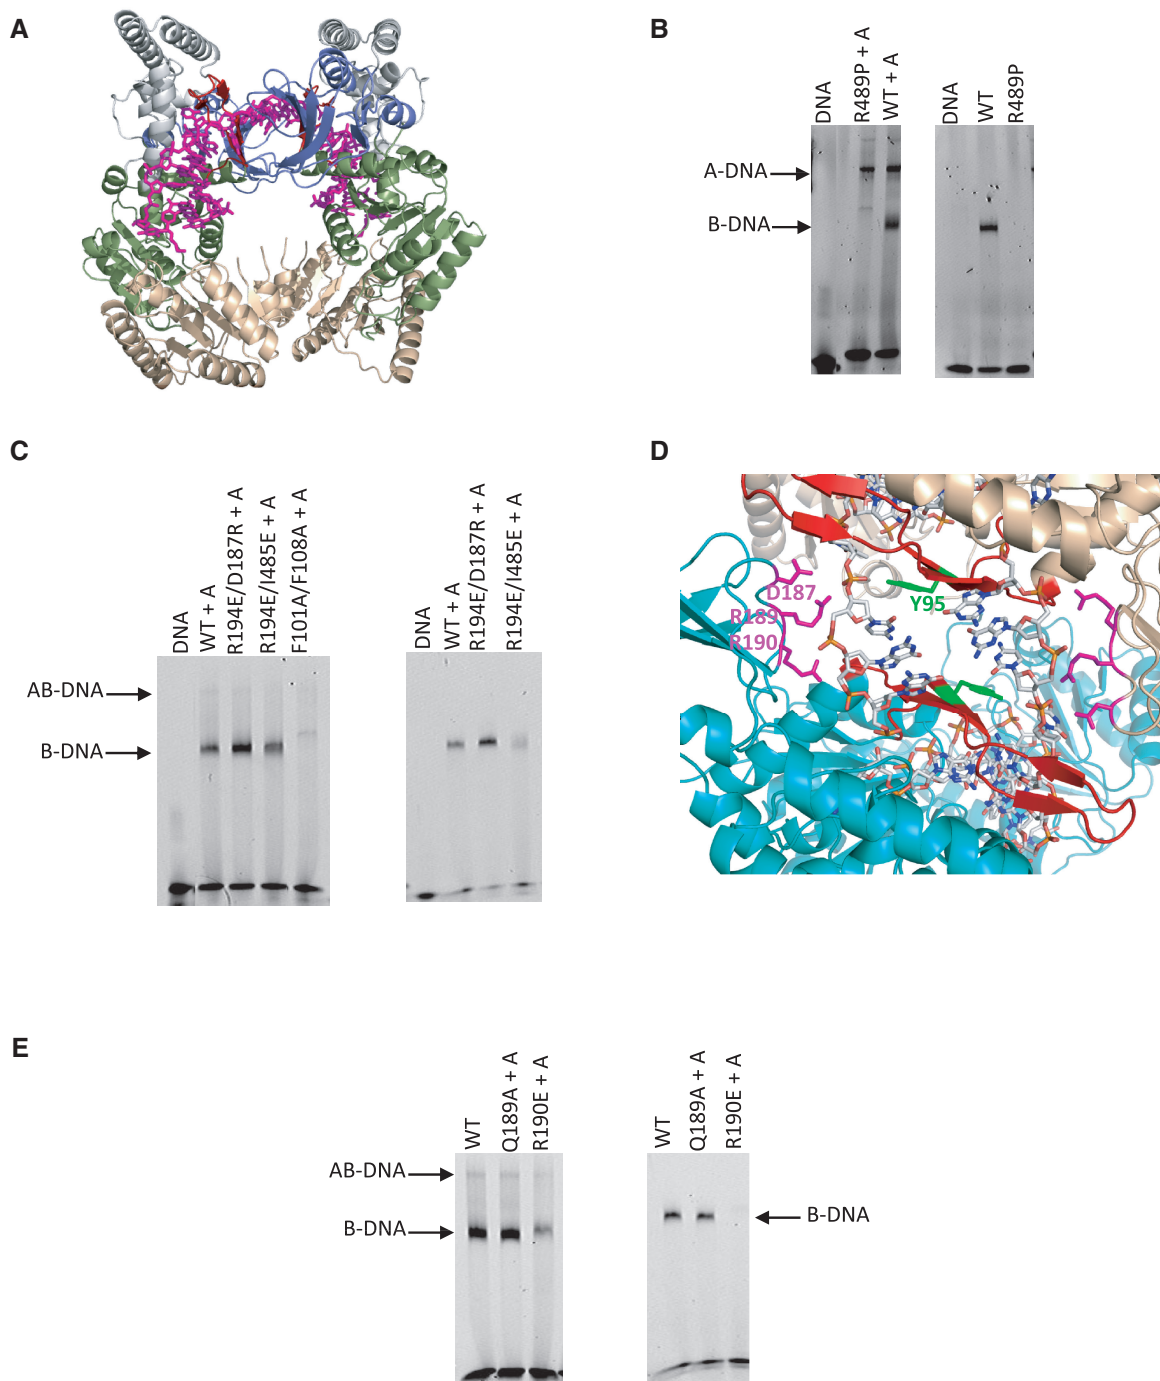 A
B
DNA
R489P + A
WT + A
DNA
WT
R489P
A-DNA
B-DNA
C
D
DNA
WT + A
R194E/D187R + A
R194E/I485E + A
F101A/F108A + A
DNA
WT + A
R194E/D187R + A
R194E/I485E + A
AB-DNA
B-DNA
D187
R189
R190
Y95
E
WT
Q189A + A
R190E + A
WT
Q189A + A
R190E + A
AB-DNA
B-DNA
B-DNA